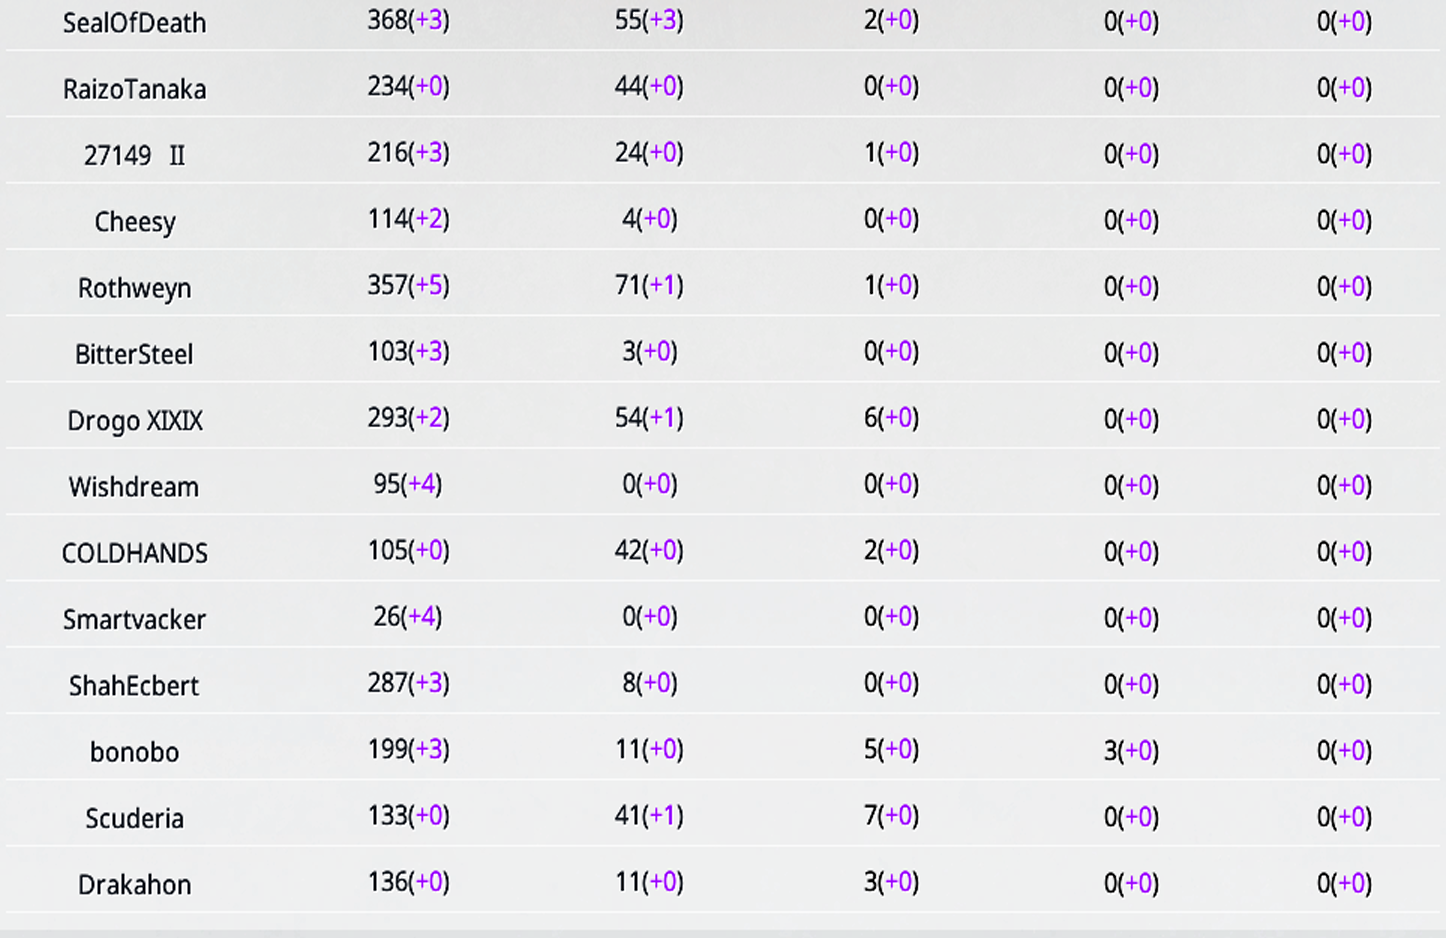 SealOfDeath 368(+3) 55(+3) 2(+0) 0(+0) 0(+0)
RaizoTanaka 234(+0) 44(+0) 0(+0) 0(+0) 0(+0)
27149 II 216(+3) 24(+0) 1(+0) 0(+0) 0(+0)
Cheesy 114(+2) 4(+0) 0(+0) 0(+0) 0(+0)
Rothweyn 357(+5) 71(+1) 1(+0) 0(+0) 0(+0)
BitterSteel 103(+3) 3(+0) 0(+0) 0(+0) 0(+0)
Drogo XIXIX 293(+2) 54(+1) 6(+0) 0(+0) 0(+0)
Wishdream 95(+4) 0(+0) 0(+0) 0(+0) 0(+0)
COLDHANDS 105(+0) 42(+0) 2(+0) 0(+0) 0(+0)
Smartvacker 26(+4) 0(+0) 0(+0) 0(+0) 0(+0)
ShahEcbert 287(+3) 8(+0) 0(+0) 0(+0) 0(+0)
bonobo 199(+3) 11(+0) 5(+0) 3(+0) 0(+0)
Scuderia 133(+0) 41(+1) 7(+0) 0(+0) 0(+0)
Drakahon 136(+0) 11(+0) 3(+0) 0(+0) 0(+0)